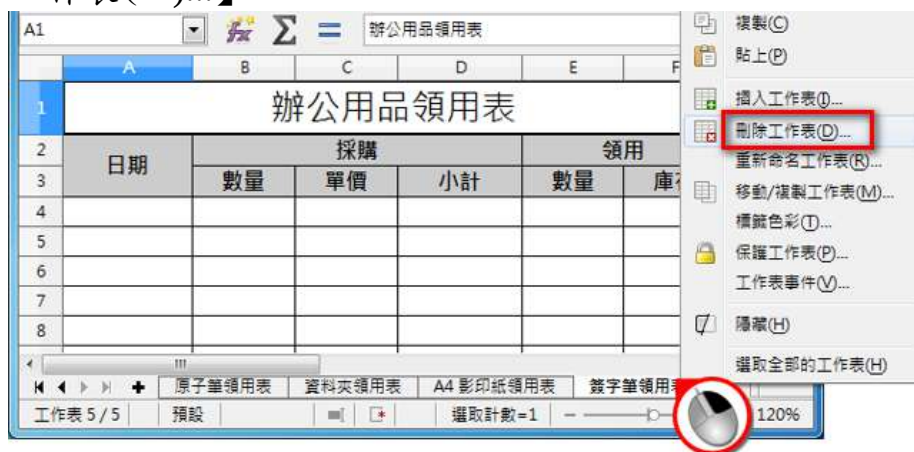 A1 辦公用品領用表
複製(C)
貼上(P)
插入工作表(I)...
刪除工作表(D)...
重新命名工作表(R)...
移動/複製工作表(M)...
標籤色彩(T)...
保護工作表(P)...
工作表事件(V)...
隱藏(H)
選取全部的工作表(H)
A B C D E F
1 辦公用品領用表
2 日期 採購 領用
3 數量 單價 小計 數量
4
5
6
7
8
原子筆領用表 資料夾領用表 A4 影印紙領用表 簽字筆領用
工作表 5 / 5 預設 選取計數=1 120%